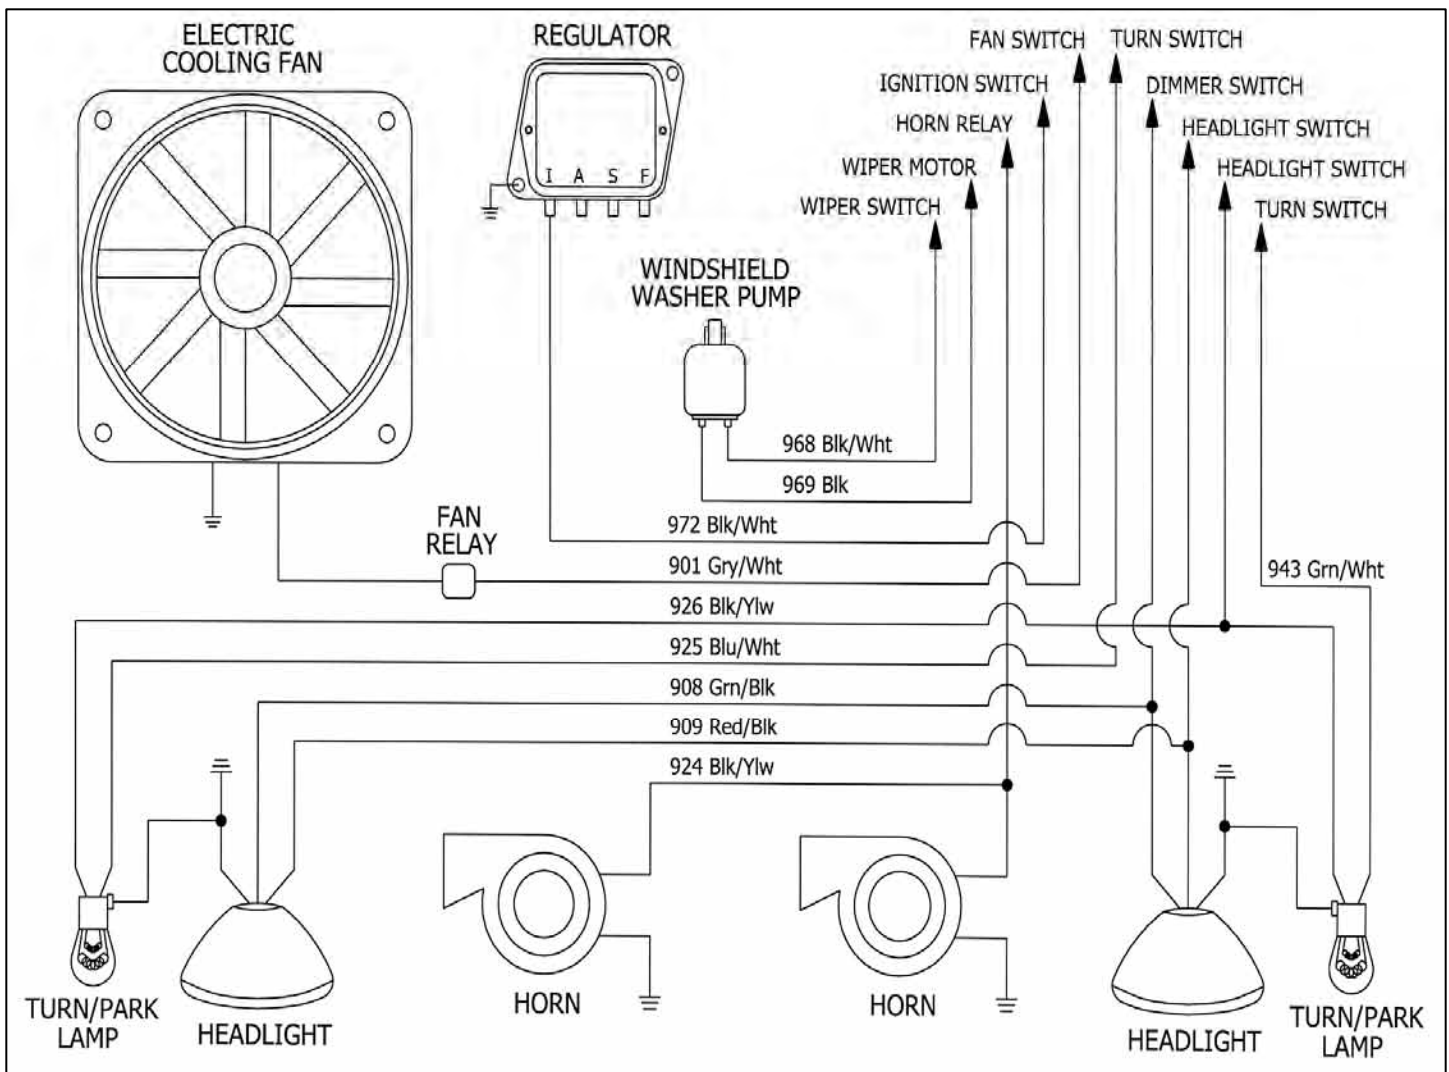 ELECTRIC
COOLING FAN
REGULATOR
I A S F
FAN SWITCH
TURN SWITCH
IGNITION SWITCH
DIMMER SWITCH
HORN RELAY
HEADLIGHT SWITCH
WIPER MOTOR
HEADLIGHT SWITCH
WIPER SWITCH
TURN SWITCH
WINDSHIELD
WASHER PUMP
968 Blk/Wht
969 Blk
FAN
RELAY
972 Blk/Wht
901 Gry/Wht
943 Grn/Wht
926 Blk/Ylw
925 Blu/Wht
908 Grn/Blk
909 Red/Blk
924 Blk/Ylw
TURN/PARK
LAMP
HEADLIGHT
HORN
HORN
HEADLIGHT
TURN/PARK
LAMP